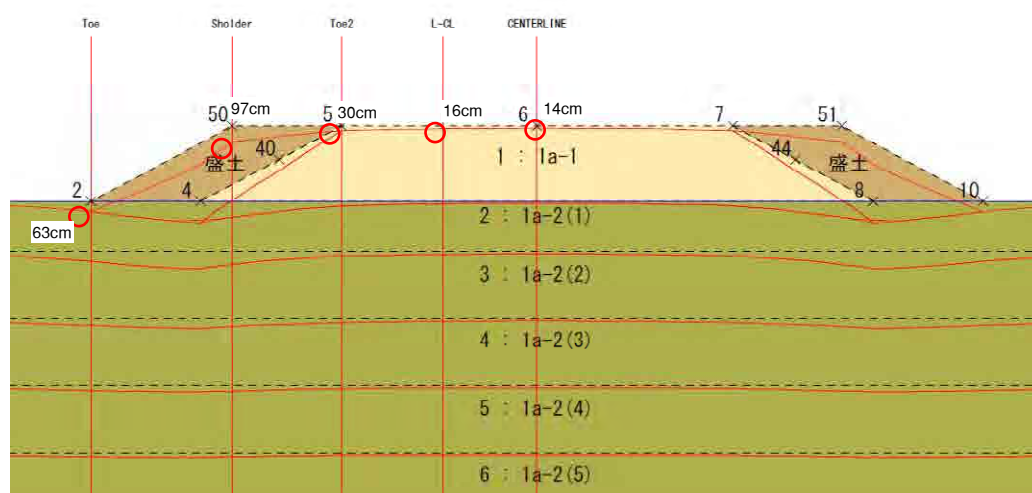 Toe Sholder Toe2 L-CL CENTERLINE
50 97cm 5 30cm 16cm 6 14cm 7 51
盛土 40 1 : 1a-1 44 盛土
2 4 8 10
63cm 2 : 1a-2(1)
3 : 1a-2(2)
4 : 1a-2(3)
5 : 1a-2(4)
6 : 1a-2(5)